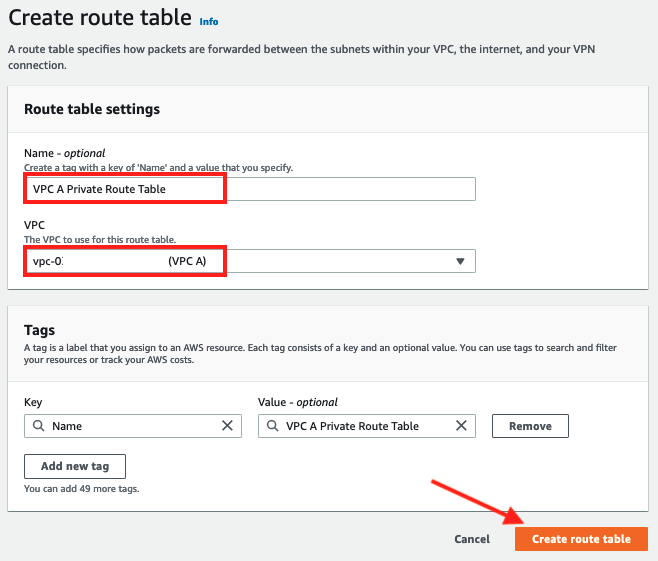 Create route table Info
A route table specifies how packets are forwarded between the subnets within your VPC, the internet, and your VPN
connection.
Route table settings
Name - optional
Create a tag with a key of 'Name' and a value that you specify.
VPC A Private Route Table
VPC
The VPC to use for this route table.
vpc-0 (VPC A)
Tags
A tag is a label that you assign to an AWS resource. Each tag consists of a key and an optional value. You can use tags to search and filter
your resources or track your AWS costs.
Key Value - optional
Name VPC A Private Route Table Remove
Add new tag
You can add 49 more tags.
Cancel Create route table